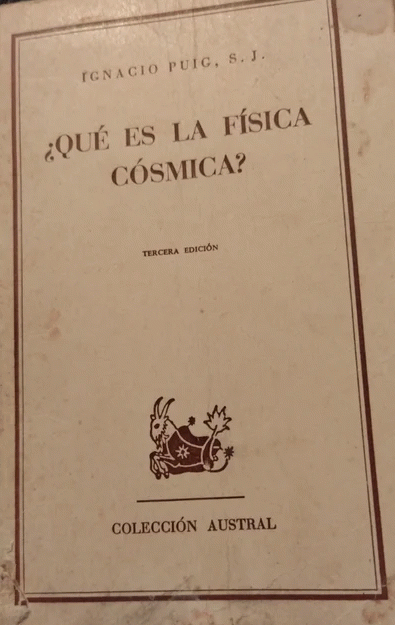 IGNACIO PUIG, S. J.
¿QUÉ ES LA FÍSICA
CÓSMICA?
TERCERA EDICIÓN
COLECCIÓN AUSTRAL